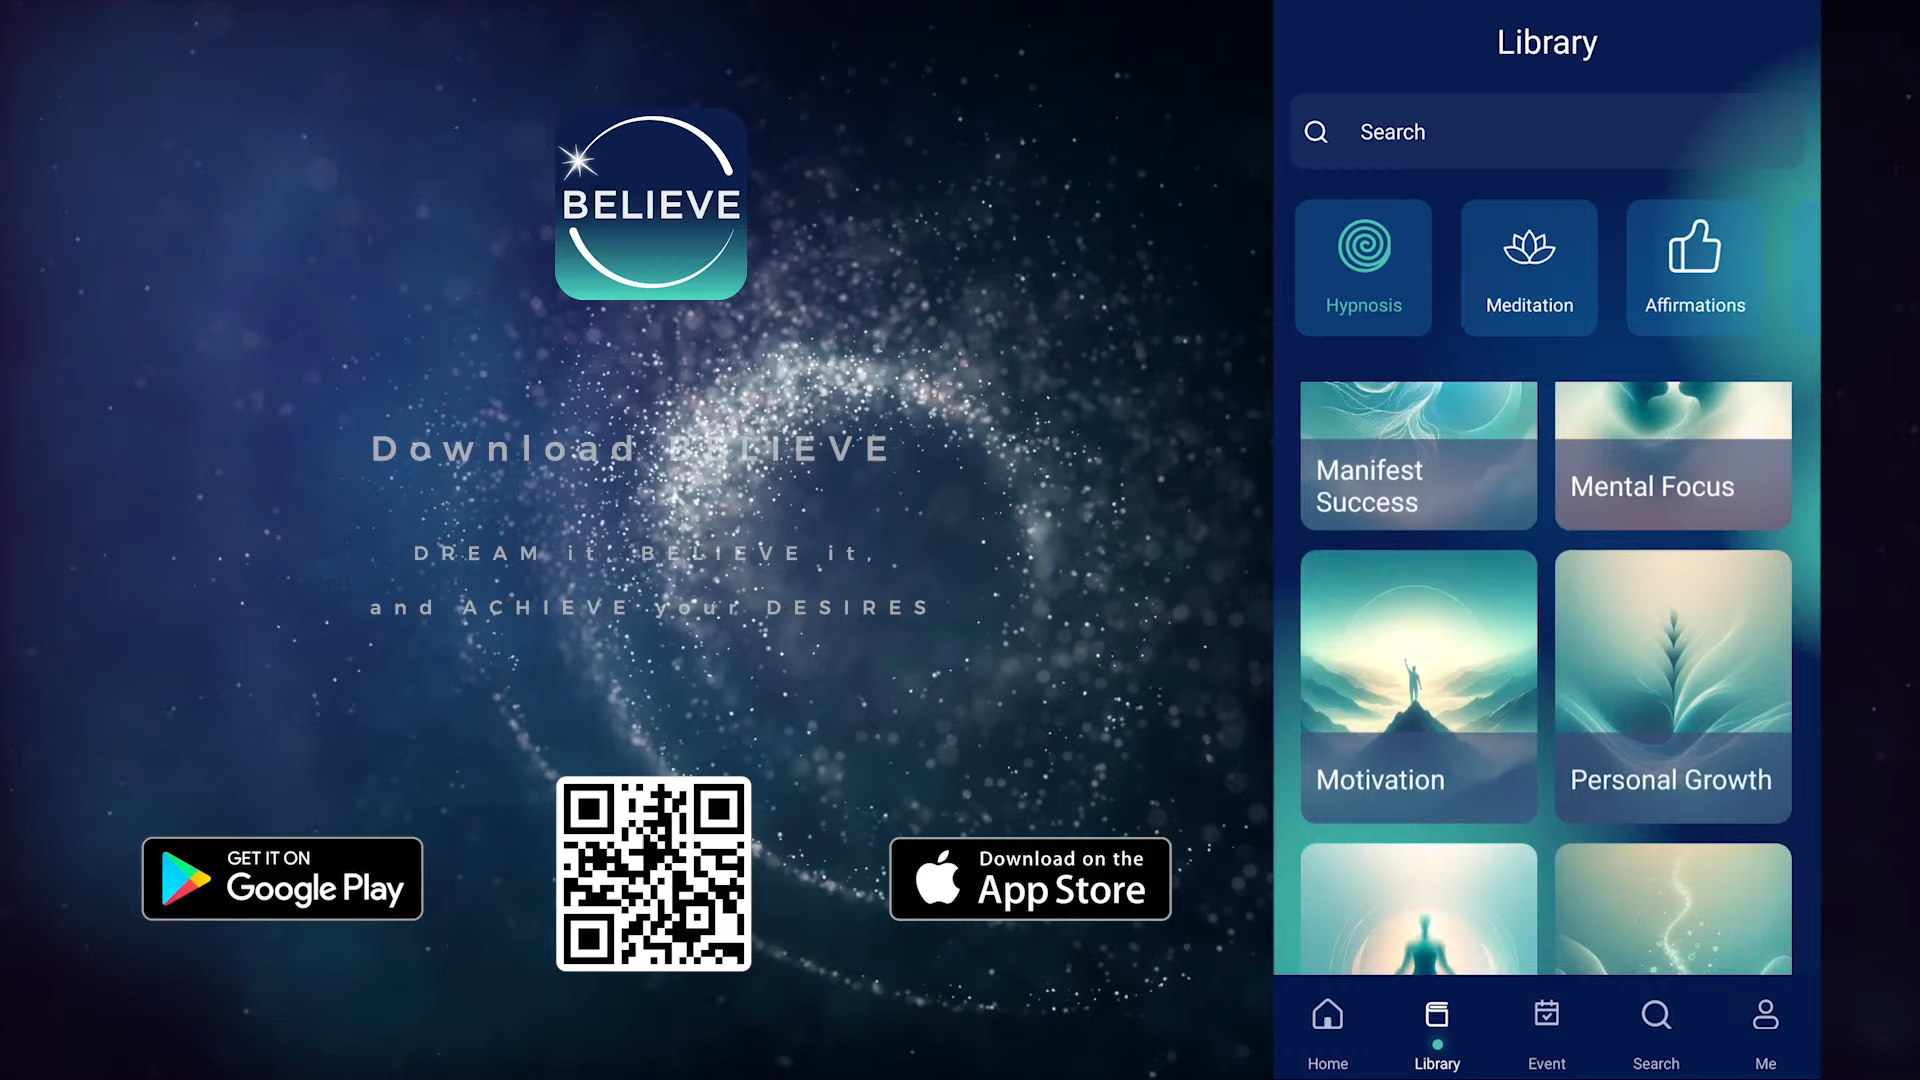 BELIEVE
Download BELIEVE
DREAM it, BELIEVE it,
and ACHIEVE your DESIRES
GET IT ON
Google Play
Download on the
App Store
Library
Search
Hypnosis
Meditation
Affirmations
Manifest
Success
Mental Focus
Motivation
Personal Growth
Home
Library
Event
Search
Me